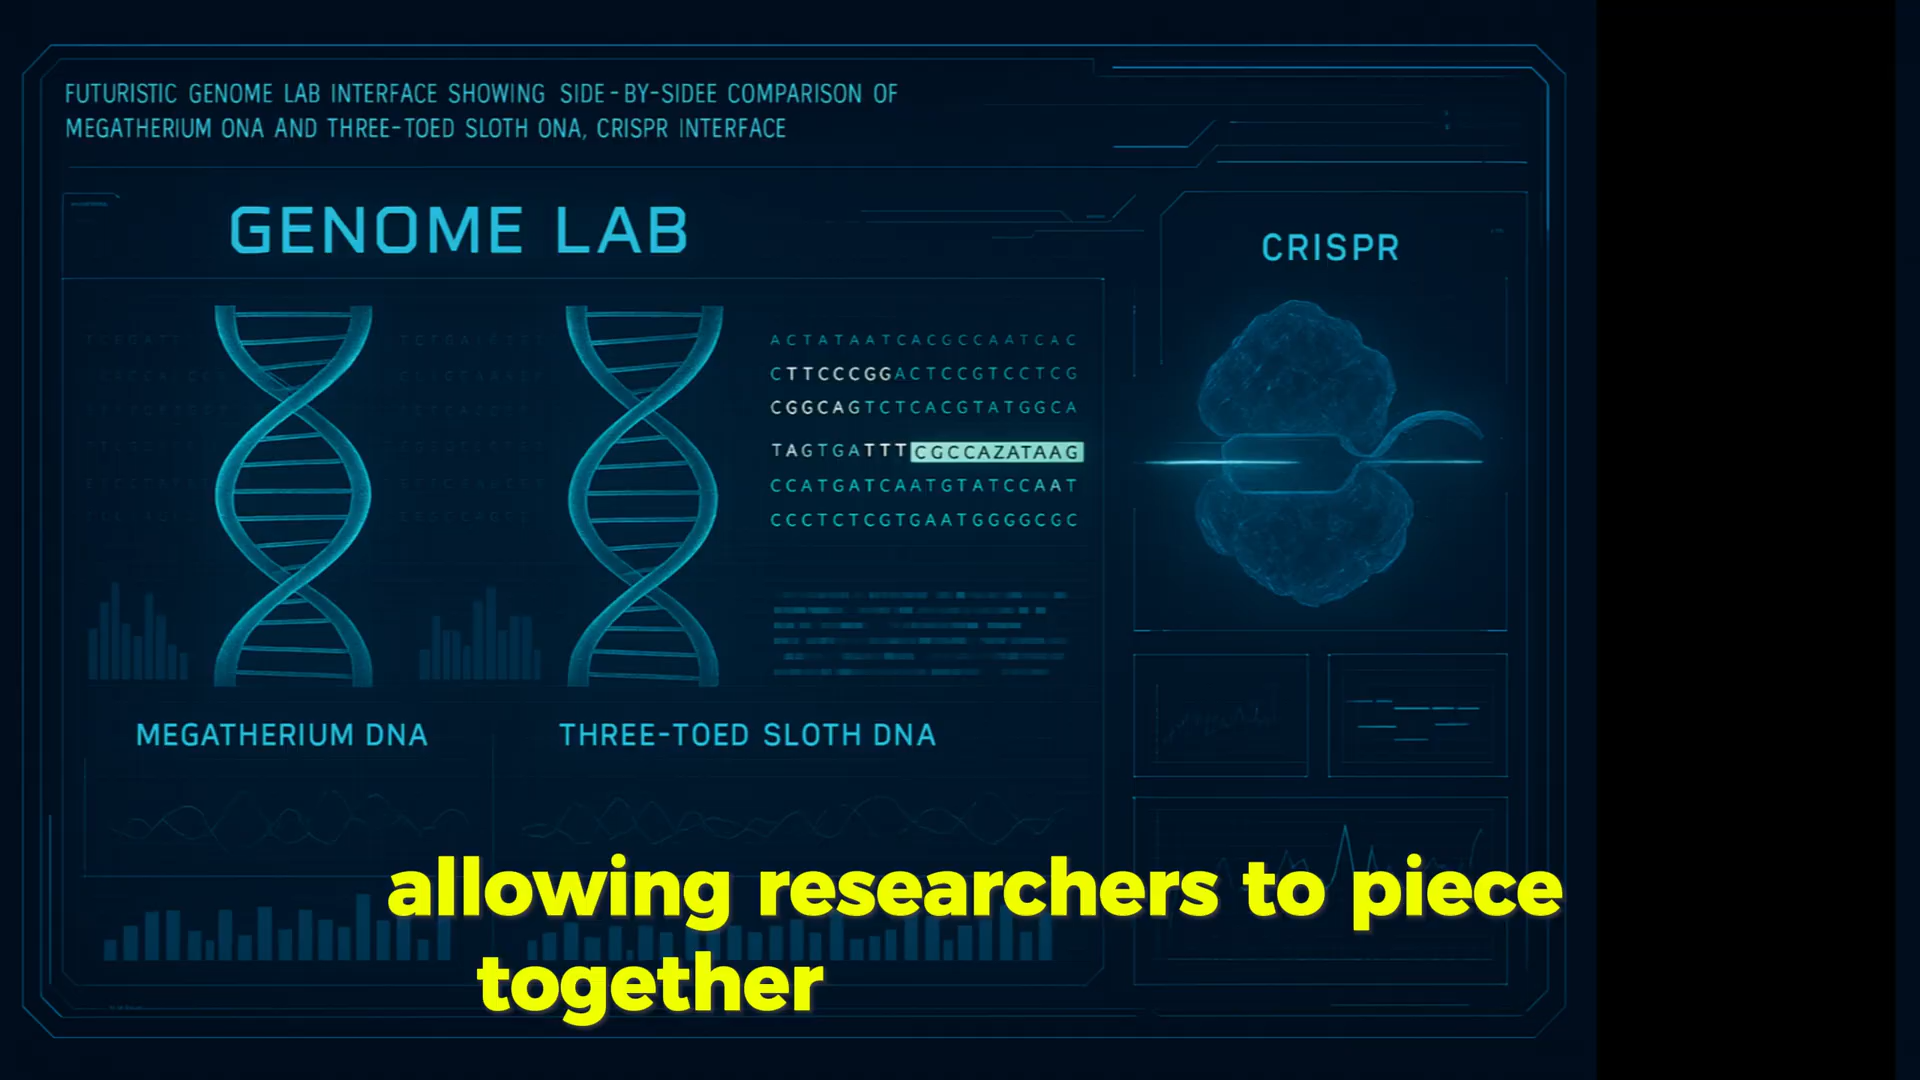 FUTURISTIC GENOME LAB INTERFACE SHOWING SIDE-BY-SIDEE COMPARISON OF
MEGATHERIUM ONA AND THREE-TOED SLOTH ONA, CRISPR INTERFACE
GENOME LAB
CRISPR
ACTATAATCACGCCAATCAC
CTTCCCGGACTCCGTCCTCG
CGGCAGTCTCACGTATGGCA
TAGTGATTTCGCCAZATAAG
CCATGATCAATGTATCCAAT
CCCTCTCGTGAATGGGGCGC
MEGATHERIUM DNA
THREE-TOED SLOTH DNA
allowing researchers to piece
together